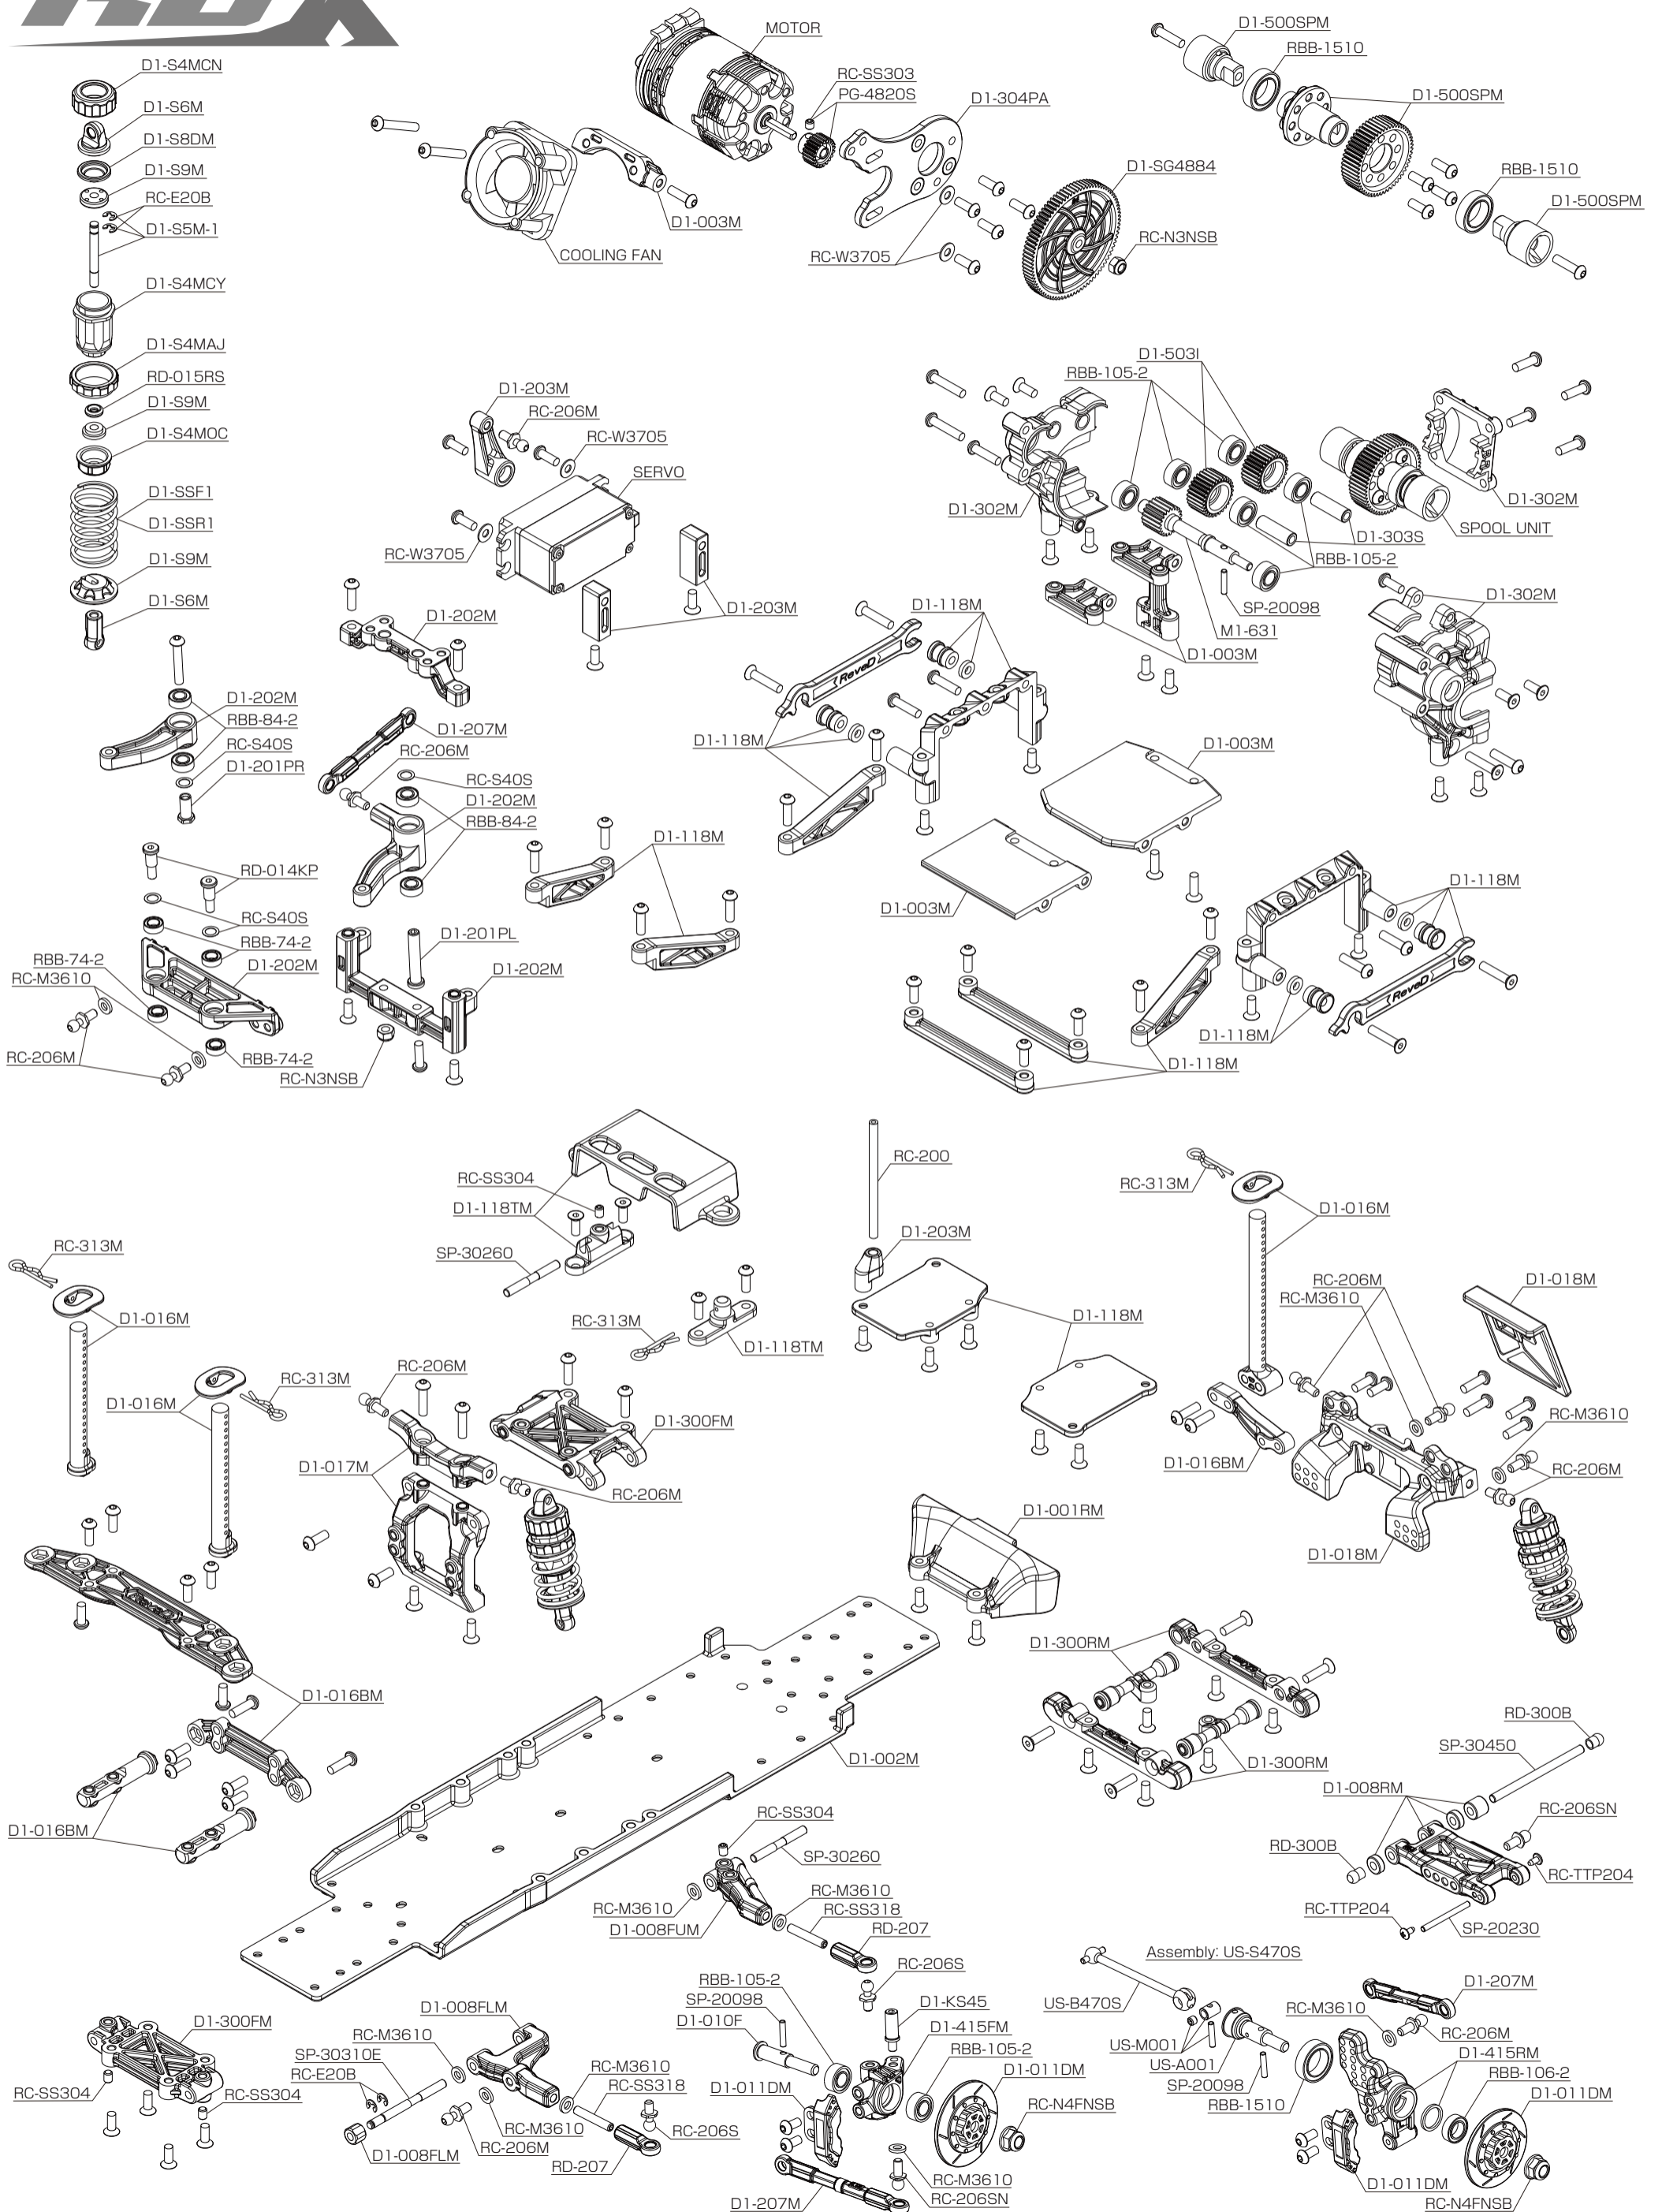 RDX
D1-S4MCN
D1-S6M
D1-S8DM
D1-S9M
RC-E20B
D1-S5M-1
D1-S4MCY
D1-S4MAJ
RD-015RS
D1-S9M
D1-S4MOC
D1-SSF1
D1-SSR1
D1-S9M
D1-S6M
MOTOR
RC-SS303
PG-4820S
D1-304PA
D1-SG4884
D1-003M
COOLING FAN
RC-W3705
RC-N3NSB
D1-500SPM
RBB-1510
D1-500SPM
RBB-1510
D1-500SPM
D1-203M
RC-206M
RC-W3705
SERVO
RC-W3705
D1-203M
D1-503I
RBB-105-2
D1-302M
D1-302M
SPOOL UNIT
D1-303S
RBB-105-2
SP-20098
M1-631
D1-003M
D1-302M
D1-202M
D1-202M
RBB-84-2
RC-S40S
D1-201PR
D1-207M
RC-206M
RC-S40S
D1-202M
RBB-84-2
D1-118M
ReveD
D1-118M
D1-003M
D1-003M
D1-118M
RD-014KP
RC-S40S
RBB-74-2
D1-202M
RBB-74-2
RC-M3610
RC-206M
RBB-74-2
D1-201PL
D1-202M
RC-N3NSB
D1-118M
ReveD
D1-118M
D1-118M
RC-SS304
D1-118TM
SP-30260
RC-313M
D1-118TM
RC-200
D1-203M
D1-118M
RC-313M
D1-016M
RC-206M
RC-M3610
D1-018M
RC-M3610
RC-206M
D1-016BM
D1-018M
RC-313M
D1-016M
RC-313M
D1-016M
RC-206M
D1-300FM
D1-017M
RC-206M
D1-001RM
D1-016BM
D1-016BM
D1-002M
D1-300RM
D1-300RM
RD-300B
SP-30450
D1-008RM
RC-206SN
RD-300B
RC-TTP204
RC-TTP204
SP-20230
RC-SS304
SP-30260
RC-M3610
D1-008FUM
RC-M3610
RC-SS318
RD-207
RC-206S
D1-300FM
RC-SS304
RC-SS304
D1-008FLM
RC-M3610
SP-30310E
RC-E20B
RC-M3610
RC-SS318
RC-M3610
RC-206M
D1-008FLM
RD-207
RC-206S
RBB-105-2
SP-20098
D1-010F
D1-KS45
D1-415FM
RBB-105-2
D1-011DM
D1-011DM
RC-N4FNSB
RC-M3610
RC-206SN
D1-207M
Assembly: US-S470S
US-B470S
US-M001
US-A001
SP-20098
RBB-1510
D1-207M
RC-M3610
RC-206M
D1-415RM
RBB-106-2
D1-011DM
D1-011DM
RC-N4FNSB